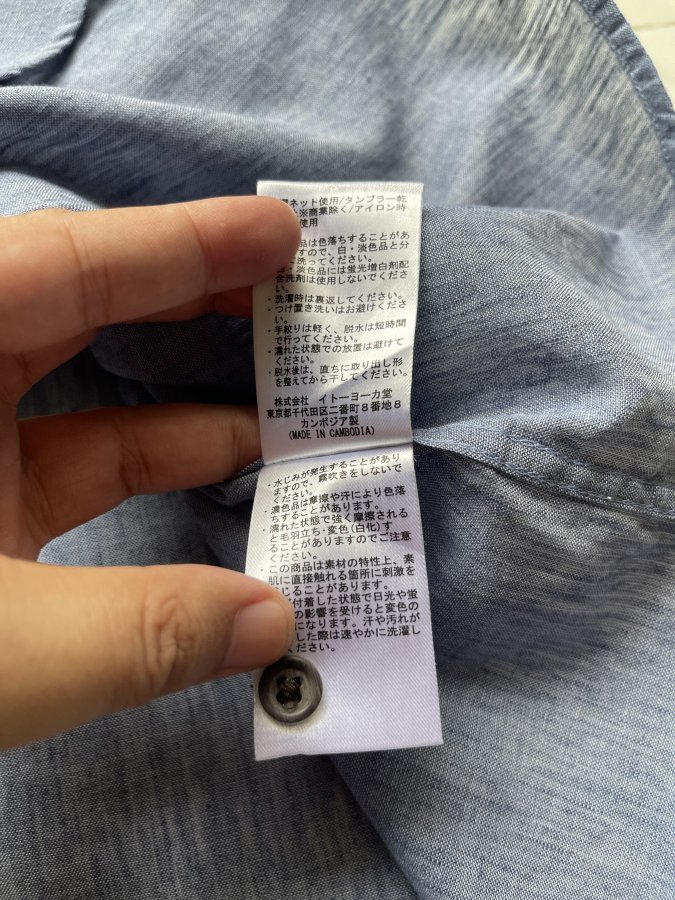 ネット使用/タンブラー乾
※商業除く/アイロン時
使用
品は色落ちすることがあ
すので、白・淡色品と分
に洗ってください。
・淡色品には蛍光増白剤配
合洗剤は使用しないでくださ
い。
・洗濯時は裏返してください。
・つけ置き洗いはお避けください。
・手絞りは軽く、脱水は短時間
で行ってください。
・濡れた状態での放置は避けて
ください。
・脱水後は、直ちに取り出し形
を整えてから干してください。
株式会社 イトーヨーカ堂
東京都千代田区二番町8番地8
カンボジア製
(MADE IN CAMBODIA)
・水じみが発生することがあり
ますので、霧吹きをしないで
ください。
・濃色品は摩擦や汗により色落
ちすることがあります。
・濡れた状態で強く摩擦される
と毛羽立ち・変色(白化)す
ることがありますのでご注意
ください。
・この商品は素材の特性上、素
肌に直接触れる箇所に刺激を
じることがあります。
付着した状態で日光や蛍
の影響を受けると変色の
になります。汗や汚れが
した際は速やかに洗濯し
ください。